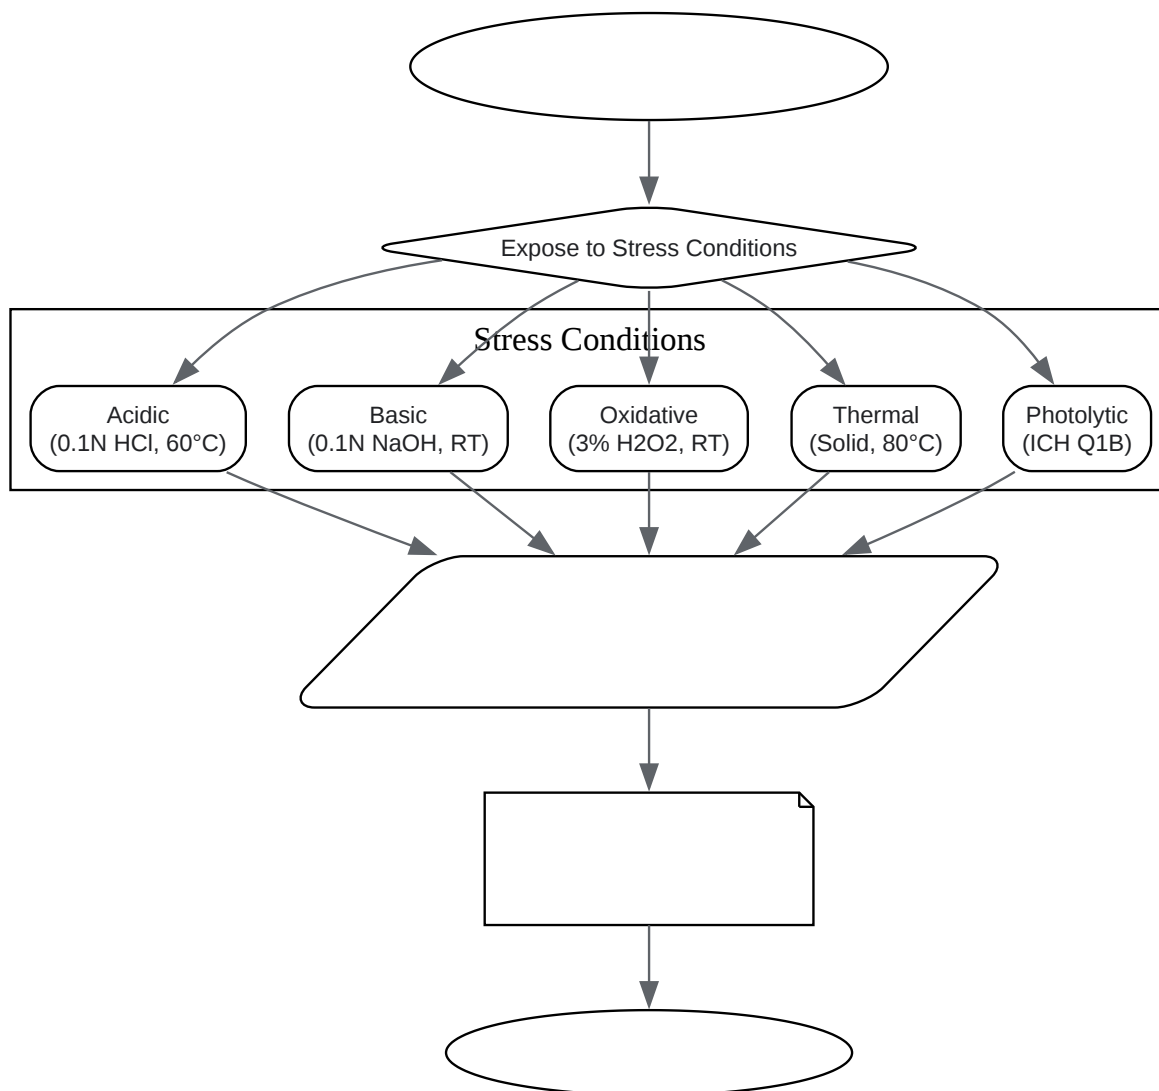 Expose to Stress Conditions
Stress Conditions
Acidic
(0.1N HCl, 60°C)
Basic
(0.1N NaOH, RT)
Oxidative
(3% H2O2, RT)
Thermal
(Solid, 80°C)
Photolytic
(ICH Q1B)